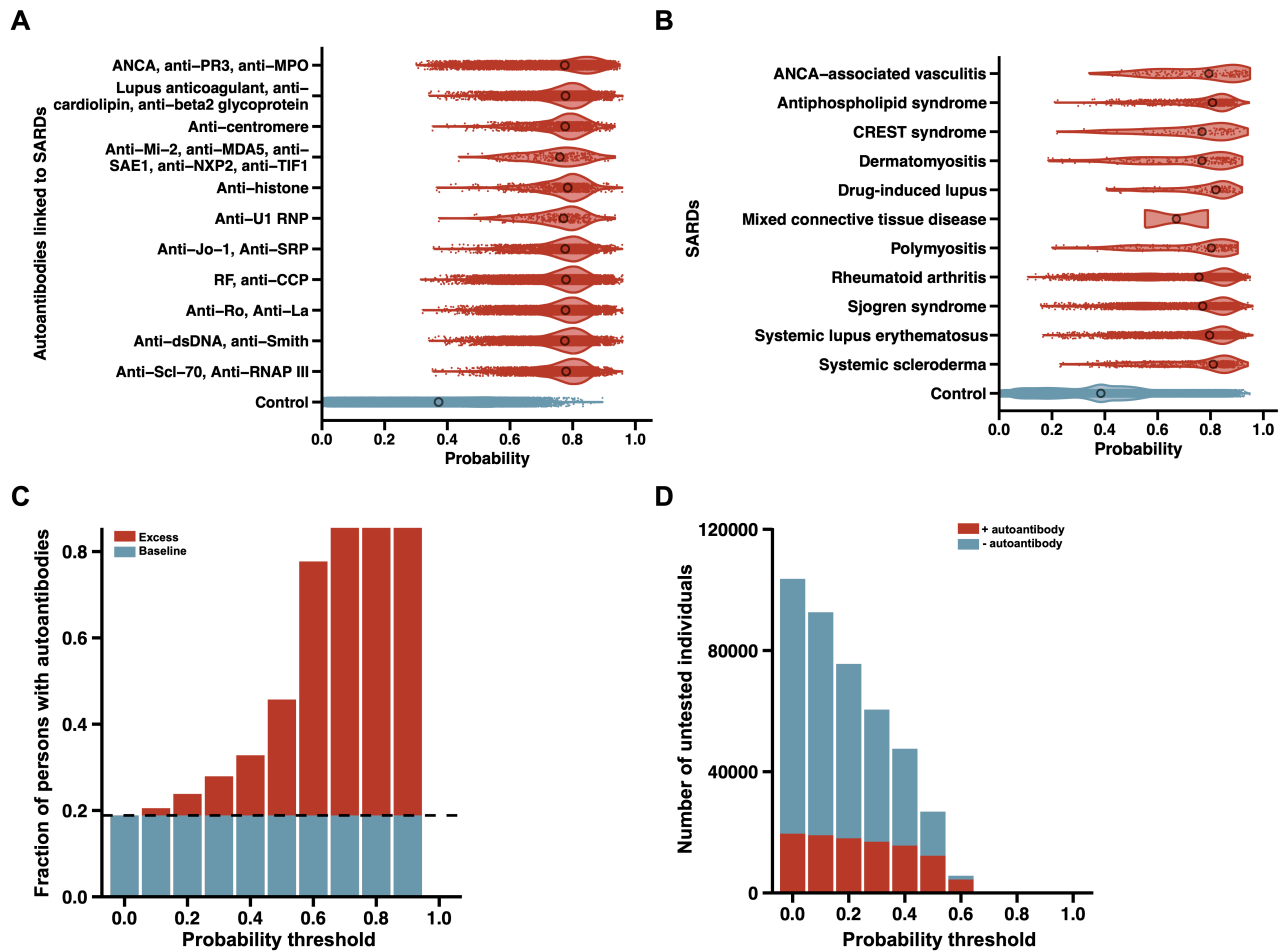 A
Autoantibodies linked to SARDs
ANCA, anti−PR3, anti−MPO
Lupus anticoagulant, anti−
cardiolipin, anti−beta2 glycoprotein
Anti−centromere
Anti−Mi−2, anti−MDA5, anti−
SAE1, anti−NXP2, anti−TIF1
Anti−histone
Anti−U1 RNP
Anti−Jo−1, Anti−SRP
RF, anti−CCP
Anti−Ro, Anti−La
Anti−dsDNA, anti−Smith
Anti−Scl−70, Anti−RNAP III
Control
0.0 0.2 0.4 0.6 0.8 1.0
Probability
B
SARDs
ANCA−associated vasculitis
Antiphospholipid syndrome
CREST syndrome
Dermatomyositis
Drug−induced lupus
Mixed connective tissue disease
Polymyositis
Rheumatoid arthritis
Sjogren syndrome
Systemic lupus erythematosus
Systemic scleroderma
Control
0.0 0.2 0.4 0.6 0.8 1.0
Probability
C
Fraction of persons with autoantibodies
Excess
Baseline
0.8
0.6
0.4
0.2
0.0
0.0 0.2 0.4 0.6 0.8 1.0
Probability threshold
D
Number of untested individuals
+ autoantibody
- autoantibody
120000
80000
40000
0
0.0 0.2 0.4 0.6 0.8 1.0
Probability threshold